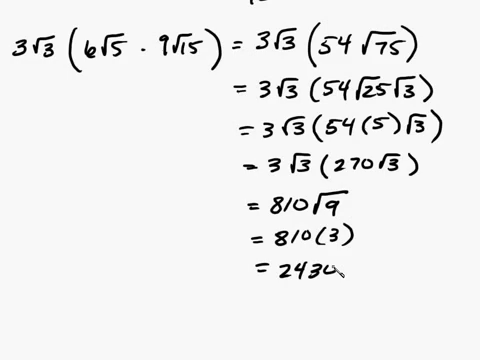 3√3 (6√5 · 9√15) = 3√3 (54√75)
= 3√3 (54√25√3)
= 3√3 (54(5)√3)
= 3√3 (270√3)
= 810√9
= 810(3)
= 2430